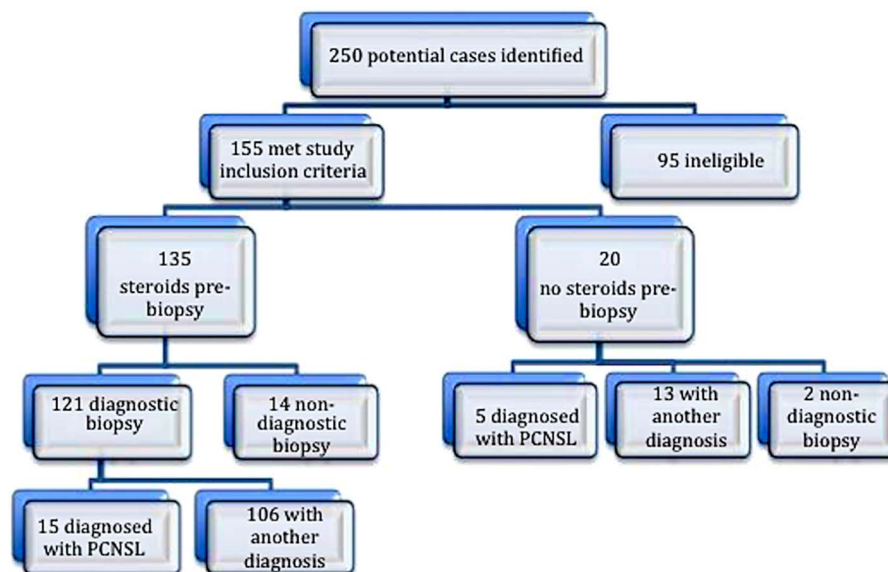 250 potential cases identified
155 met study
inclusion criteria
95 ineligible
135
steroids pre-
biopsy
20
no steroids pre-
biopsy
121 diagnostic
biopsy
14 non-
diagnostic
biopsy
5 diagnosed
with PCNSL
13 with
another
diagnosis
2 non-
diagnostic
biopsy
15 diagnosed
with PCNSL
106 with
another
diagnosis